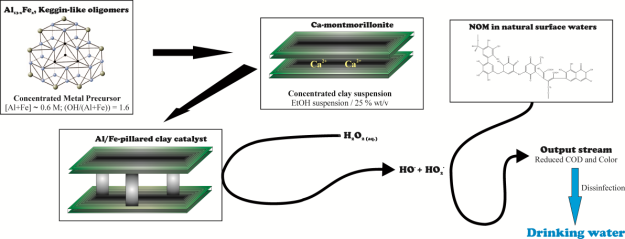 Al₁₃₋ₓFeₓ, Keggin-like oligomers
Concentrated Metal Precursor
[Al+Fe] ~ 0.6 M; (OH/(Al+Fe)) = 1.6
Ca-montmorillonite
Ca²⁺ Ca²⁺
Concentrated clay suspension
EtOH suspension / 25 % wt/v
NOM in natural surface waters
Al/Fe-pillared clay catalyst
H₂O₂ (aq.)
HO· + HO₂·
Output stream
Reduced COD and Color
Dissinfection
Drinking water